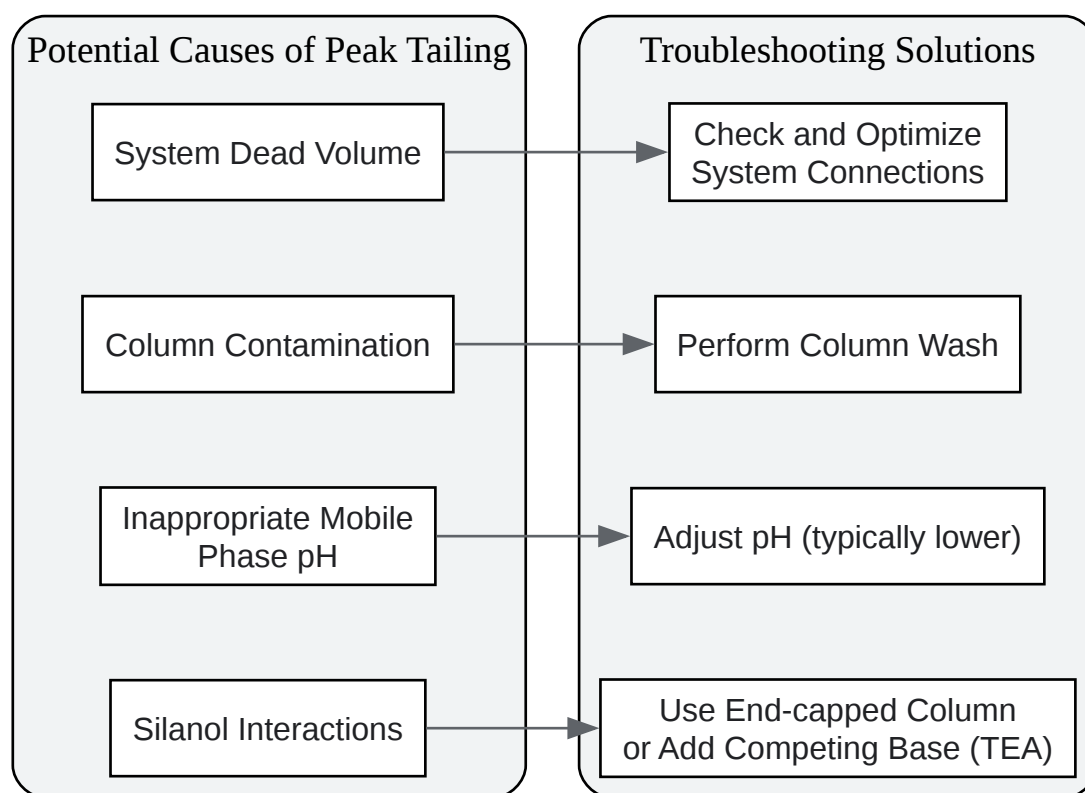 Potential Causes of Peak Tailing
System Dead Volume
Column Contamination
Inappropriate Mobile
Phase pH
Silanol Interactions
Troubleshooting Solutions
Check and Optimize
System Connections
Perform Column Wash
Adjust pH (typically lower)
Use End-capped Column
or Add Competing Base (TEA)